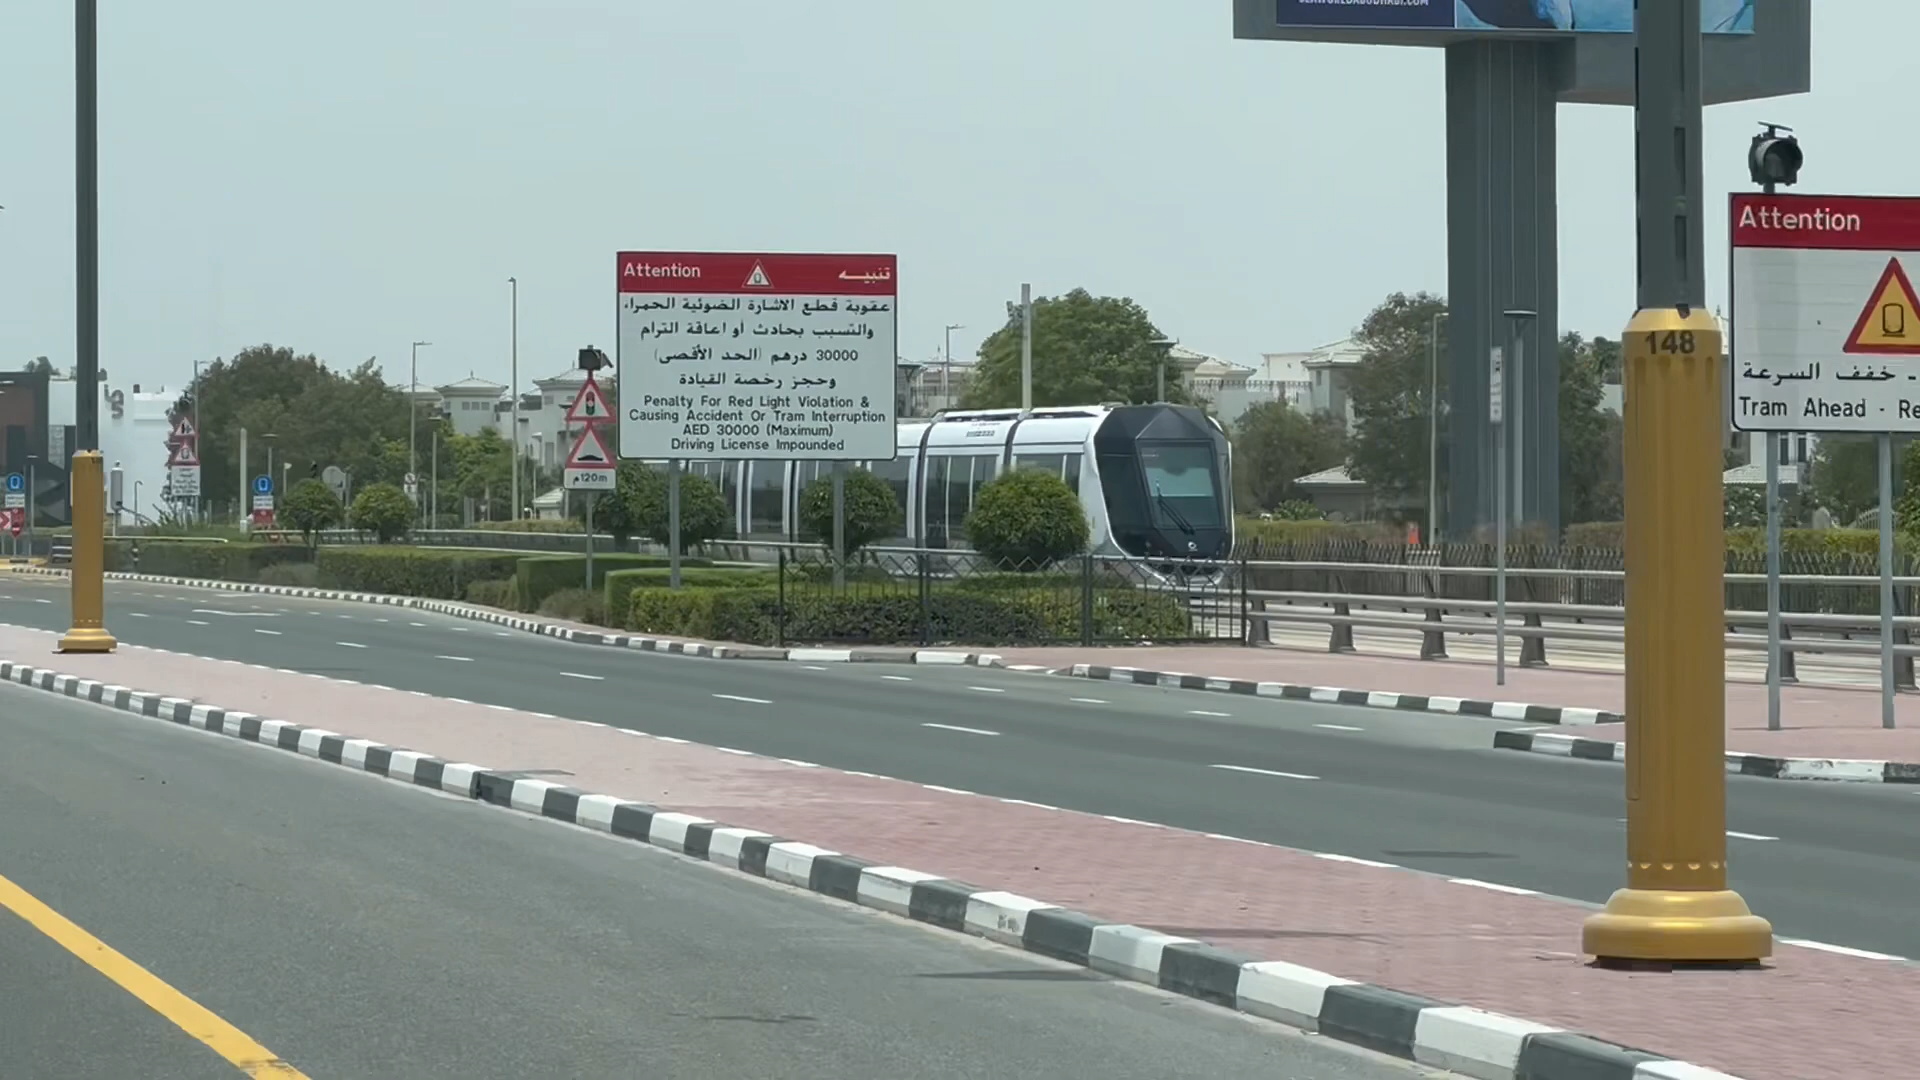 SEAWORLDABUDHABI.COM
Attention
تنبيه
عقوبة قطع الاشارة الضوئية الحمراء
والتسبب بحادث أو اعاقة الترام
30000 درهم (الحد الأقصى)
وحجز رخصة القيادة
Penalty For Red Light Violation &
Causing Accident Or Tram Interruption
AED 30000 (Maximum)
Driving License Impounded
120m م
148
Attention
- خفف السرعة
Tram Ahead - Re